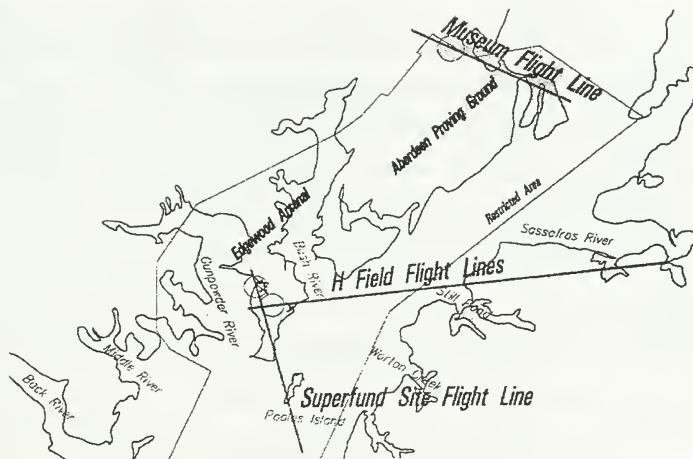 Museum Flight Line
Aberdeen Proving Ground
Edgewood Arsenal
Restricted Area
Sassafras River
Bush River
H Field Flight Lines
Gunpowder River
Still Pond
Middle River
Worton Creek
Back River
Superfund Site Flight Line
Pooles Island